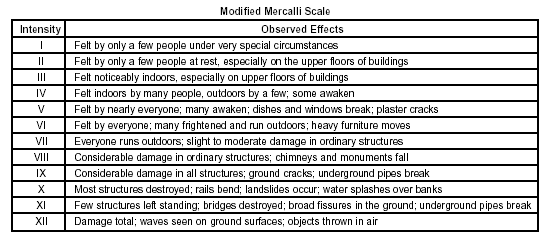 Modified Mercalli Scale
Intensity Observed Effects
I Felt by only a few people under very special circumstances
II Felt by only a few people at rest, especially on the upper floors of buildings
III Felt noticeably indoors, especially on upper floors of buildings
IV Felt indoors by many people, outdoors by a few; some awaken
V Felt by nearly everyone; many awaken; dishes and windows break; plaster cracks
VI Felt by everyone; many frightened and run outdoors; heavy furniture moves
VII Everyone runs outdoors; slight to moderate damage in ordinary structures
VIII Considerable damage in ordinary structures; chimneys and monuments fall
IX Considerable damage in all structures; ground cracks; underground pipes break
X Most structures destroyed; rails bend; landslides occur; water splashes over banks
XI Few structures left standing; bridges destroyed; broad fissures in the ground; underground pipes break
XII Damage total; waves seen on ground surfaces; objects thrown in air